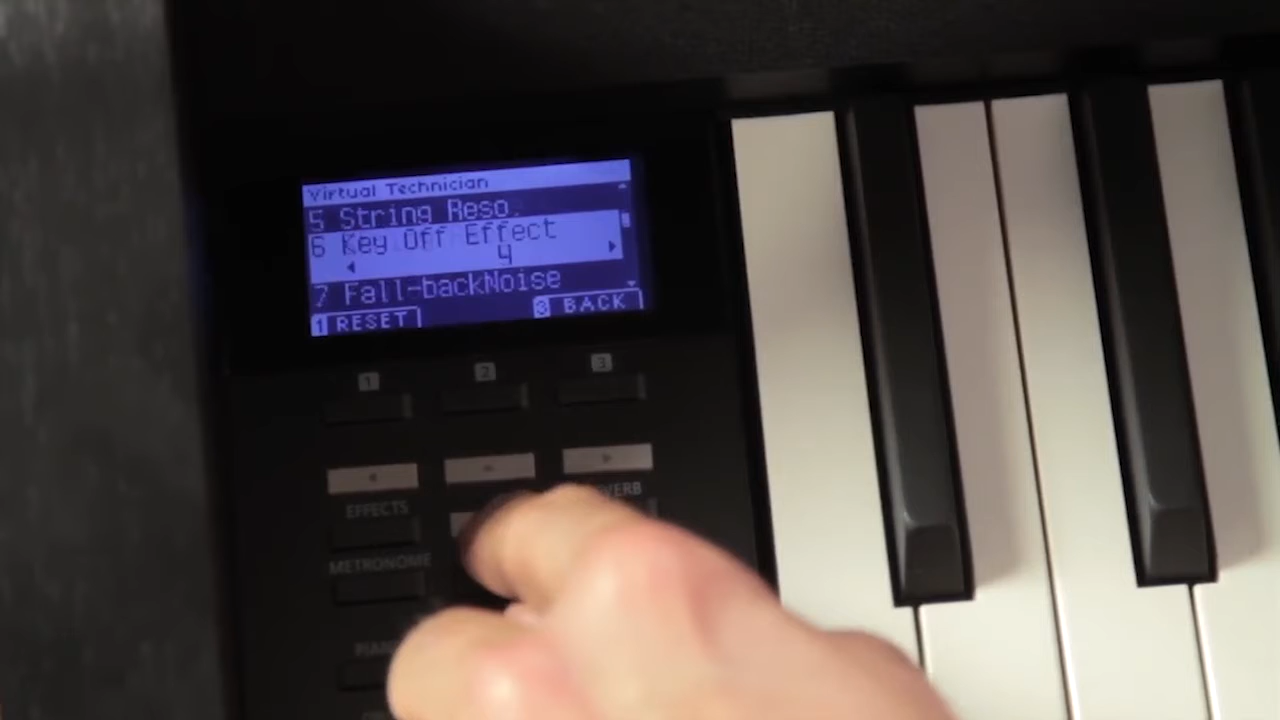 Virtual Technician
5 String Reso.
6 Key Off Effect
4
7 Fall-backNoise
1 RESET
3 BACK
1 2 3
EFFECTS
METRONOME